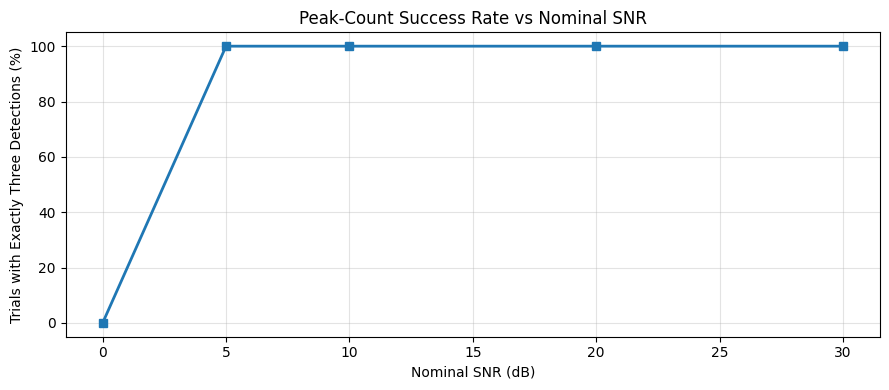 Peak-Count Success Rate vs Nominal SNR
Trials with Exactly Three Detections (%)
100
80
60
40
20
0
0 5 10 15 20 25 30
Nominal SNR (dB)